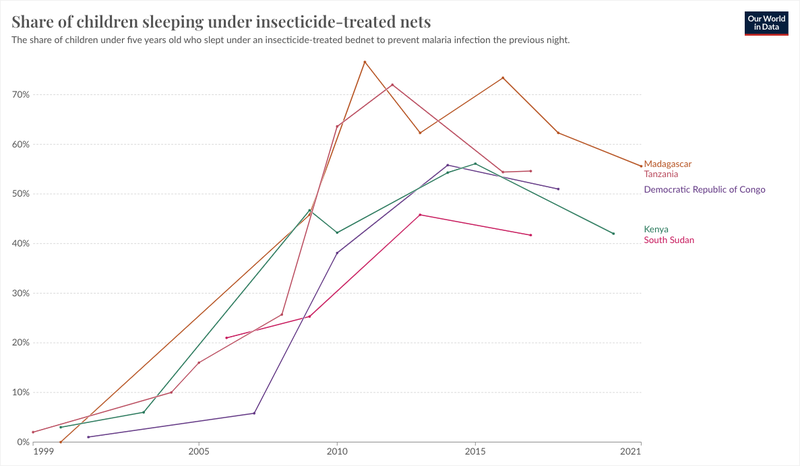 Share of children sleeping under insecticide-treated nets
The share of children under five years old who slept under an insecticide-treated bednet to prevent malaria infection the previous night.
Our World
in Data
70%
60%
50%
40%
30%
20%
10%
0%
Madagascar
Tanzania
Democratic Republic of Congo
Kenya
South Sudan
1999 2005 2010 2015 2021